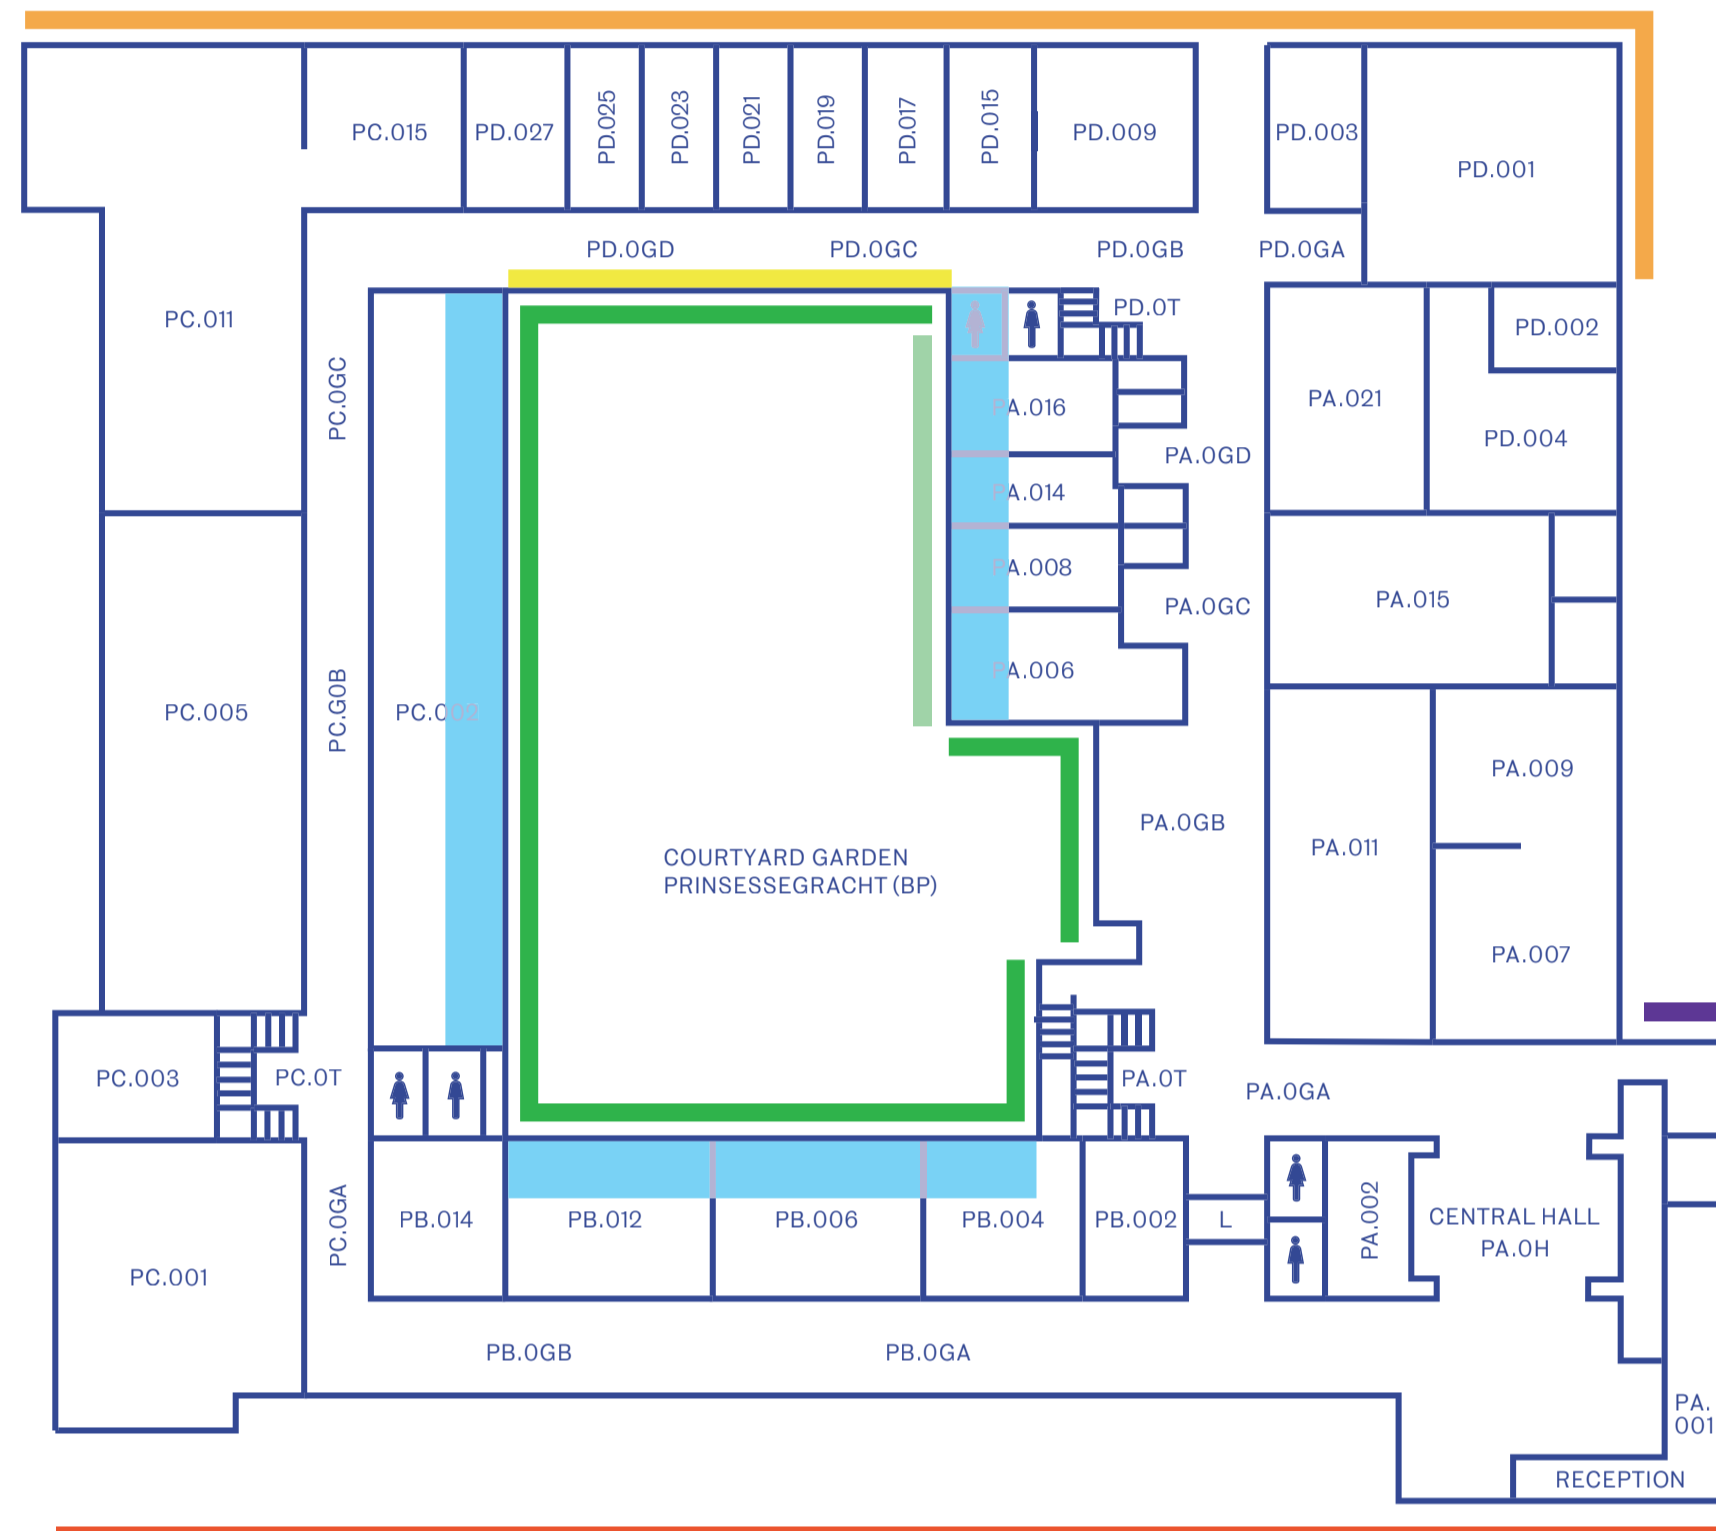 PC.015
PD.027
PD.025
PD.023
PD.021
PD.019
PD.017
PD.015
PD.009
PD.003
PD.001
PD.0GD
PD.0GC
PD.0GB
PD.0GA
PC.011
PC.0GC
PD.0T
PD.002
PA.016
PA.021
PD.004
PA.0GD
PA.014
PA.008
PA.0GC
PA.015
PA.006
PC.005
PC.G0B
PC.002
PA.009
PA.0GB
PA.011
COURTYARD GARDEN
PRINSESSEGRACHT (BP)
PA.007
PC.003
PC.0T
PA.0T
PA.0GA
PC.0GA
PB.014
PB.012
PB.006
PB.004
PB.002
L
PA.002
CENTRAL HALL
PA.0H
PC.001
PB.0GB
PB.0GA
PA.
001
RECEPTION